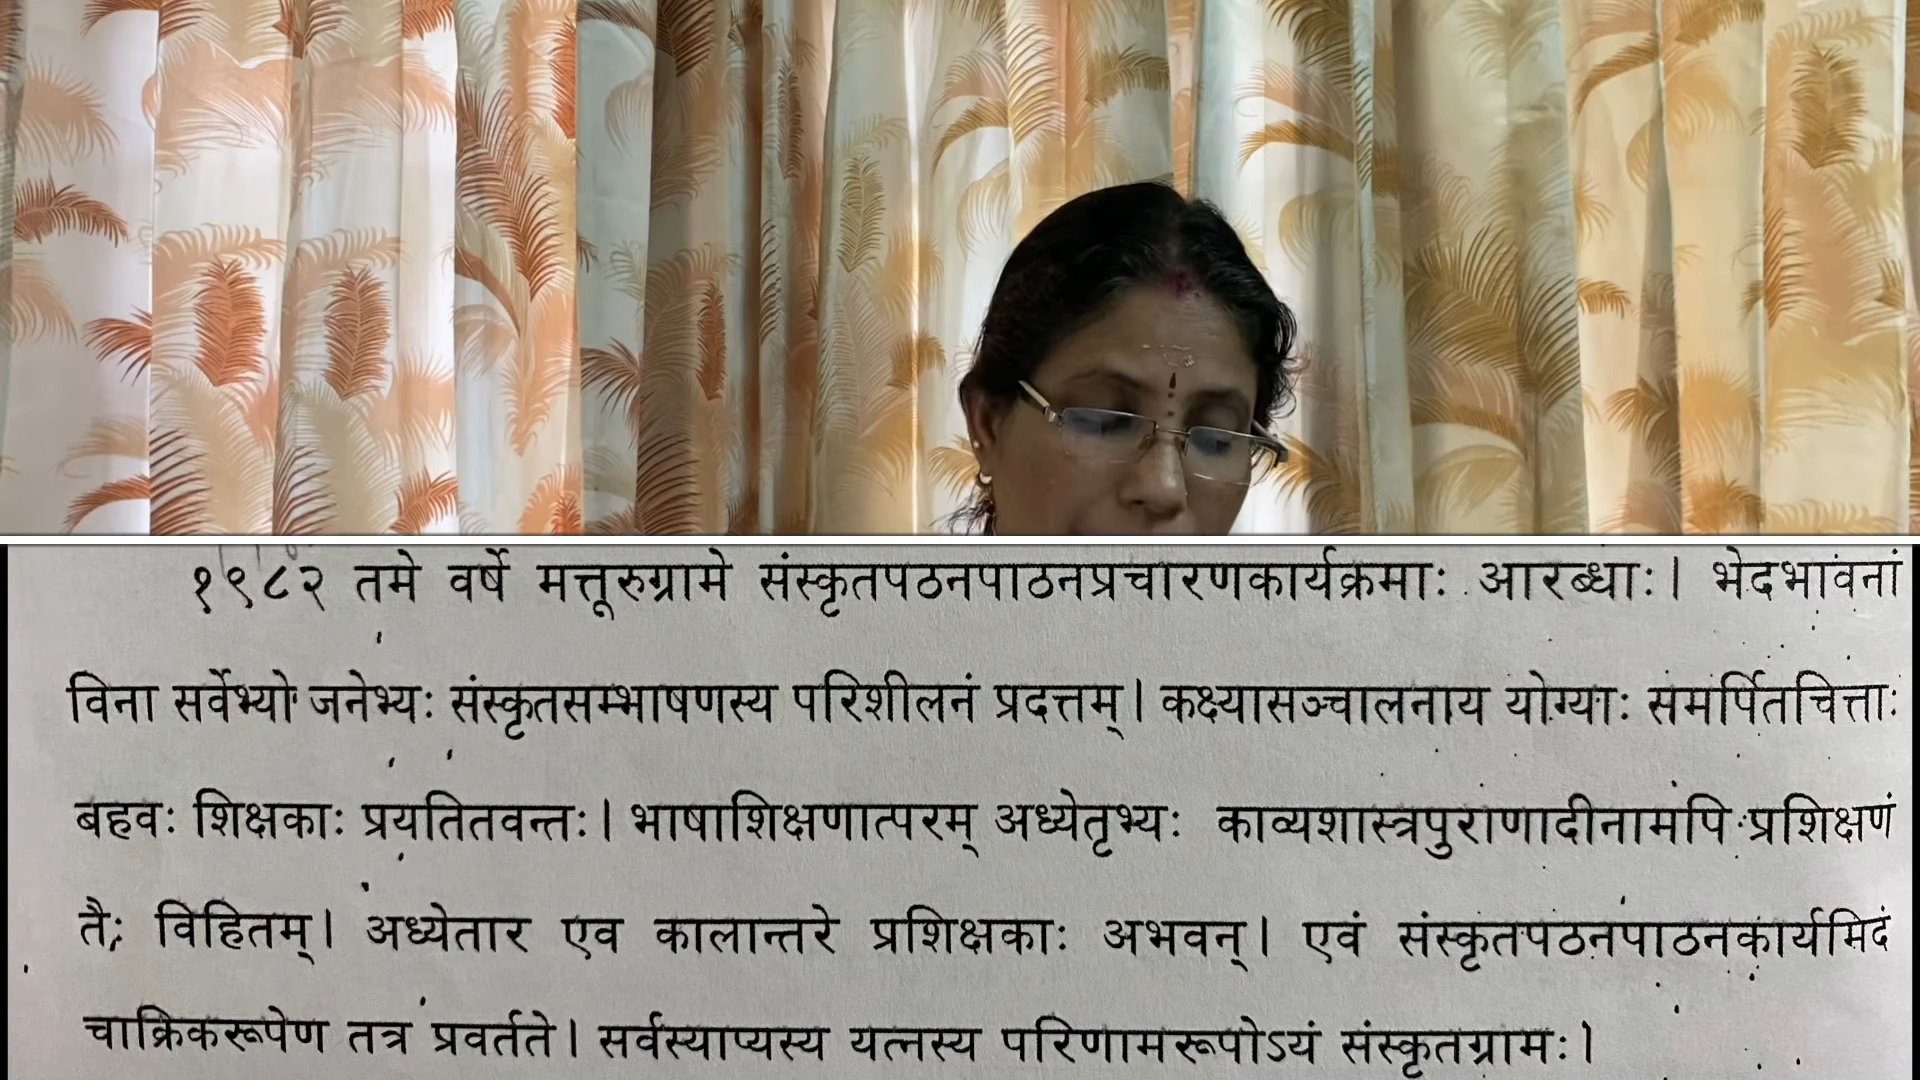 १९८२ तमे वर्षे मत्तूरुग्रामे संस्कृतपठनपाठनप्रचारणकार्यक्रमाः आरब्धाः। भेदभावनां
विना सर्वेभ्यो जनेभ्यः संस्कृतसम्भाषणस्य परिशीलनं प्रदत्तम्। कक्ष्यासञ्चालनाय योग्याः समर्पितचित्ताः
बहवः शिक्षकाः प्रयतितवन्तः। भाषाशिक्षणात्परम् अध्येतृभ्यः काव्यशास्त्रपुराणादीनामपि प्रशिक्षणं
तैः विहितम्। अध्येतार एव कालान्तरे प्रशिक्षकाः अभवन्। एवं संस्कृतपठनपाठनकार्यमिदं
चाक्रिकरूपेण तत्र प्रवर्तते। सर्वस्याप्यस्य यत्नस्य परिणामरूपोऽयं संस्कृतग्रामः।